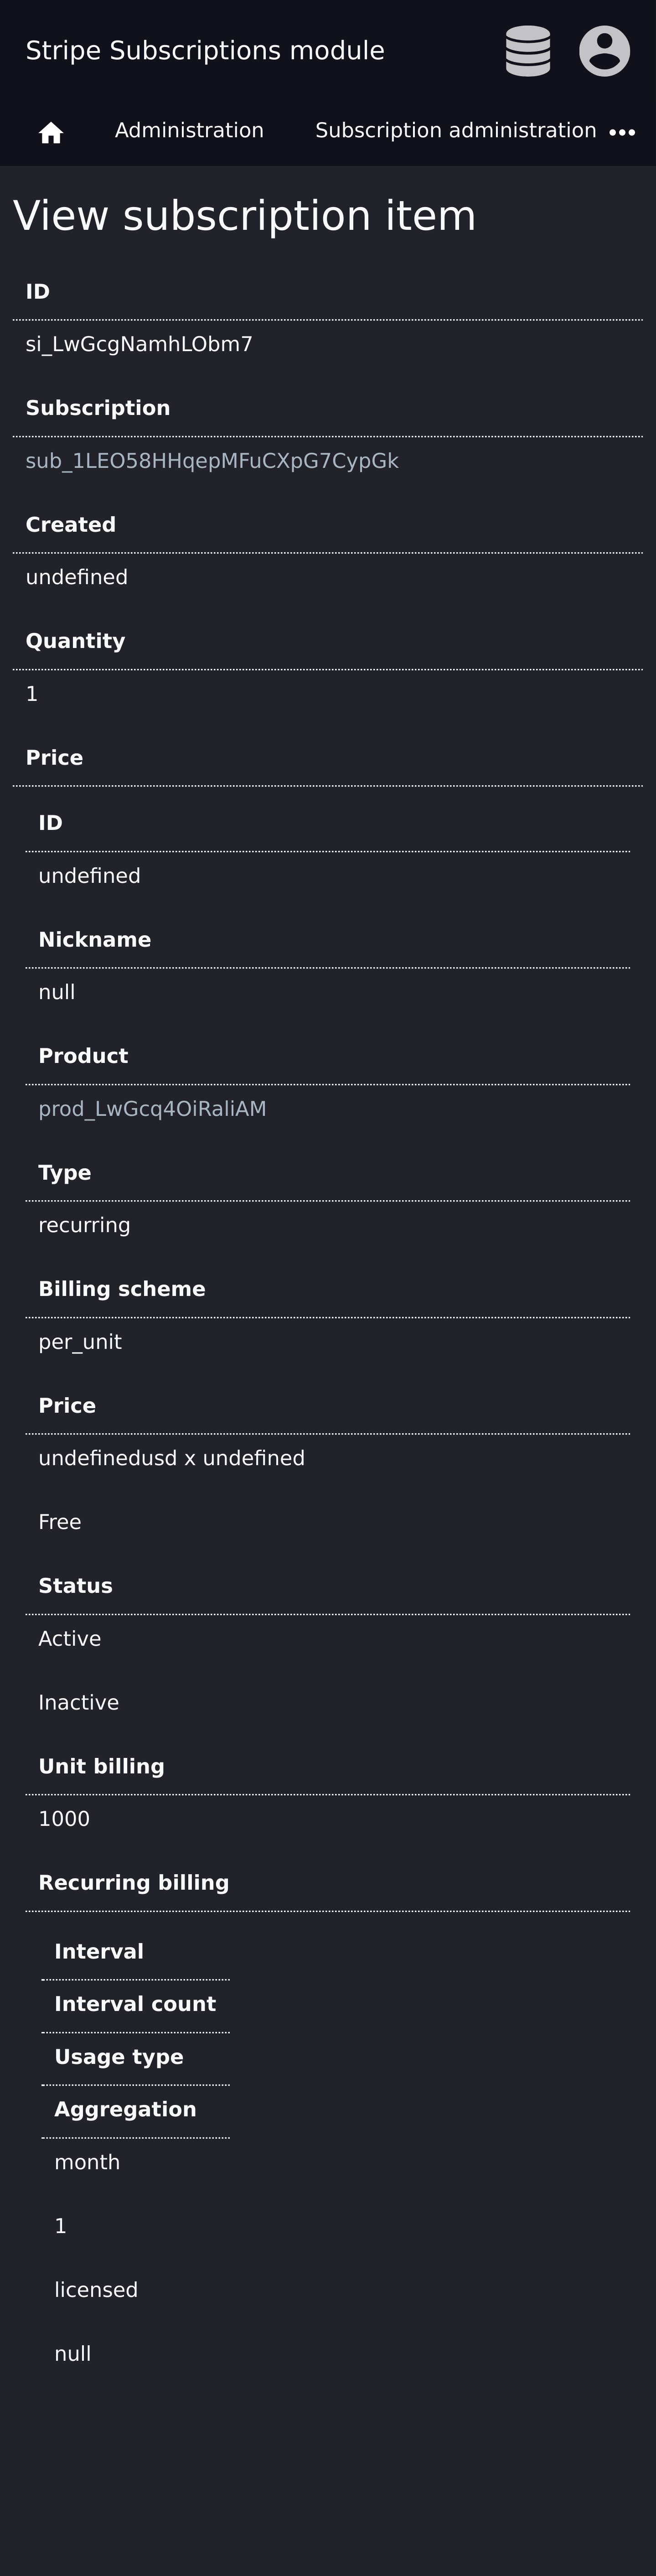 Stripe Subscriptions module
Administration
Subscription administration
View subscription item
ID
si_LwGcgNamhLObm7
Subscription
sub_1LEO58HHqepMFuCXpG7CypGk
Created
undefined
Quantity
1
Price
ID
undefined
Nickname
null
Product
prod_LwGcq4OiRaliAM
Type
recurring
Billing scheme
per_unit
Price
undefinedusd x undefined
Free
Status
Active
Inactive
Unit billing
1000
Recurring billing
Interval
Interval count
Usage type
Aggregation
month
1
licensed
null